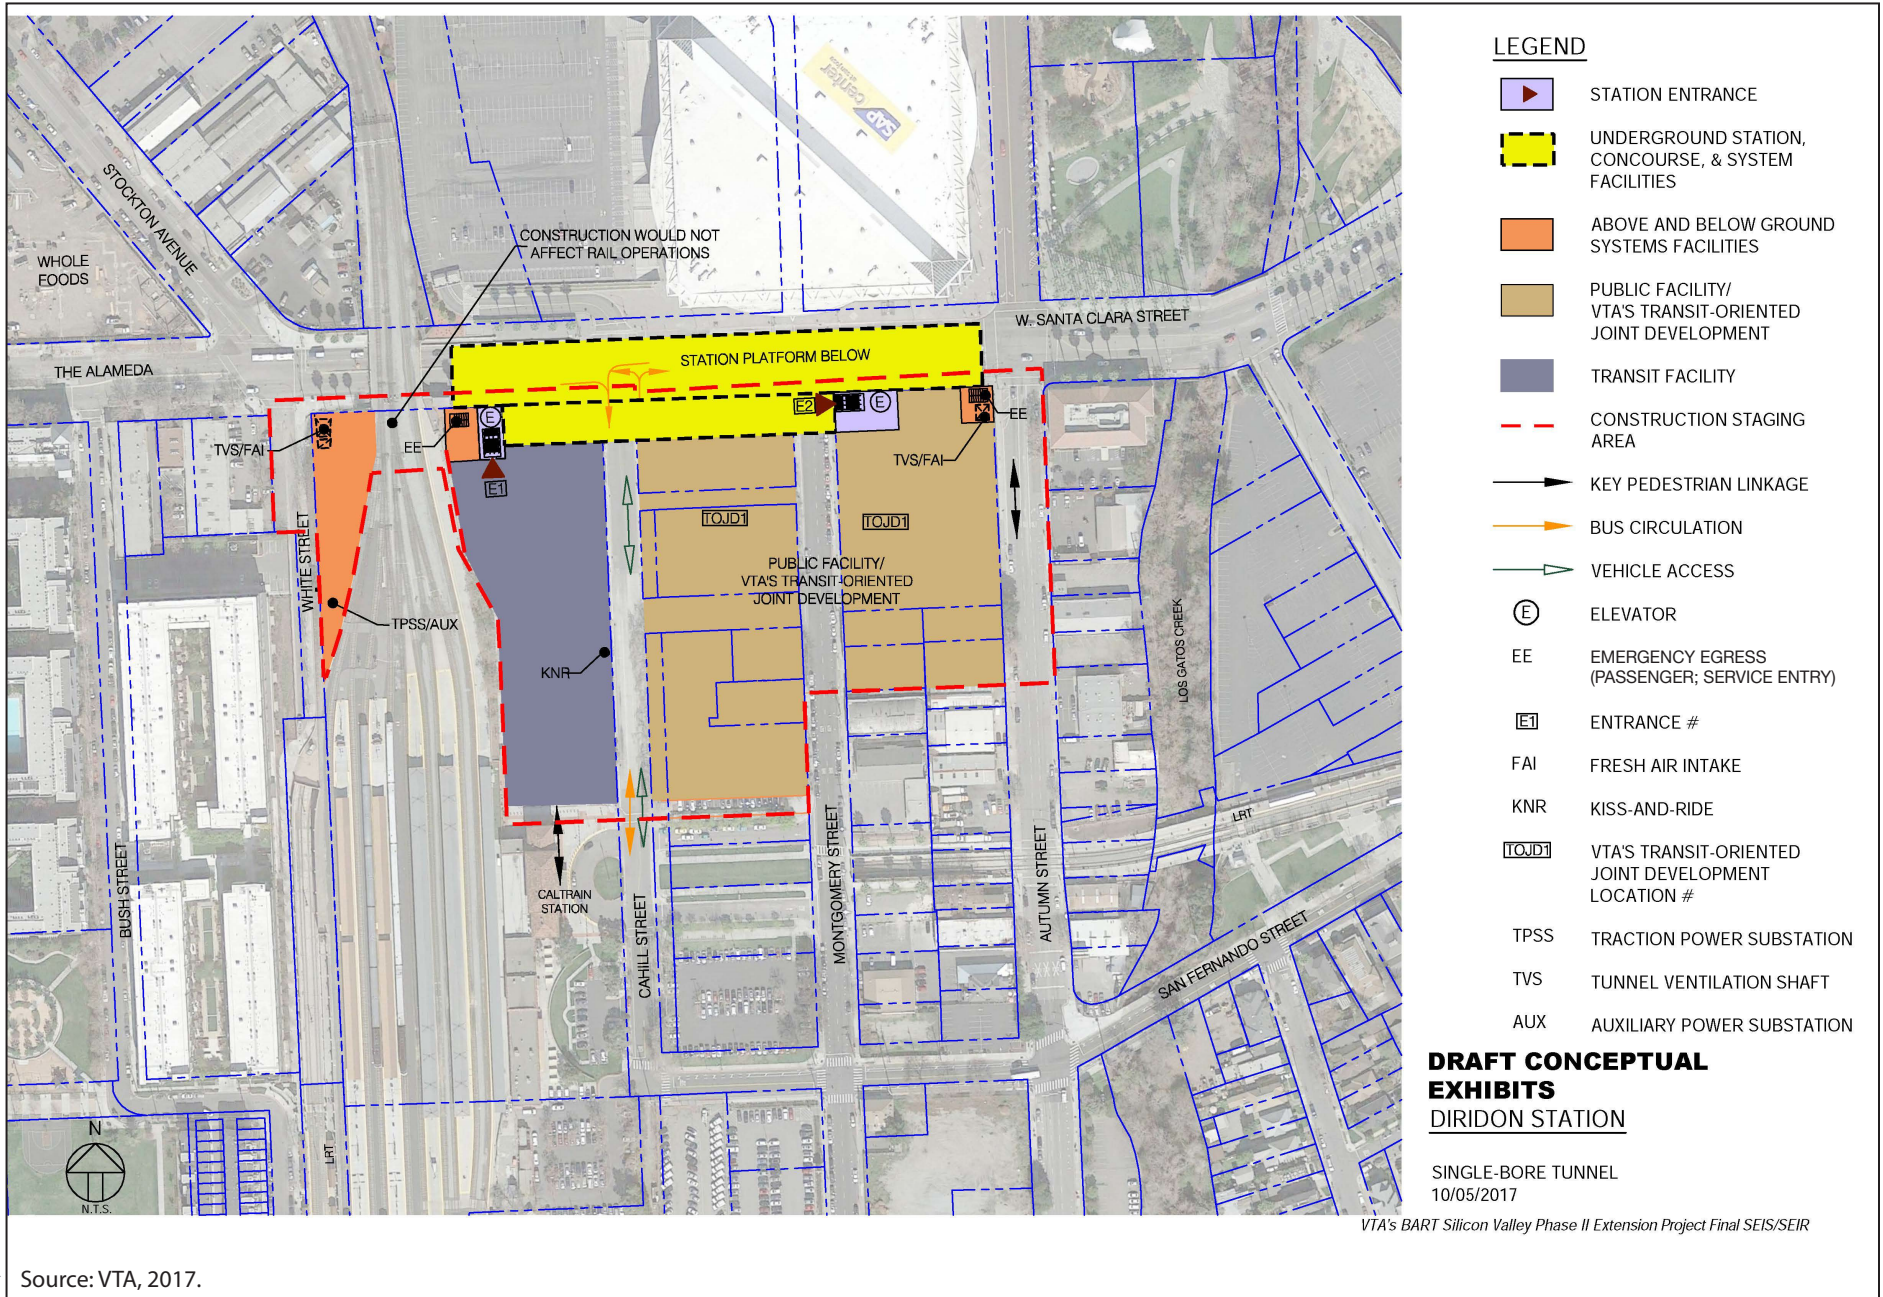 STOCKTON AVENUE
WHOLE
FOODS
CONSTRUCTION WOULD NOT
AFFECT RAIL OPERATIONS
SAP
Center
THE ALAMEDA
W. SANTA CLARA STREET
STATION PLATFORM BELOW
TVS/FAI
EE
E
E1
E2
E
EE
TVS/FAI
WHITE STREET
TPSS/AUX
KNR
TOJD1
TOJD1
PUBLIC FACILITY/
VTA'S TRANSIT-ORIENTED
JOINT DEVELOPMENT
LOS GATOS CREEK
LRT
BUSH STREET
CALTRAIN
STATION
CAHILL STREET
MONTGOMERY STREET
AUTUMN STREET
SAN FERNANDO STREET
LRT
N
N.T.S.
LEGEND
STATION ENTRANCE
UNDERGROUND STATION,
CONCOURSE, & SYSTEM
FACILITIES
ABOVE AND BELOW GROUND
SYSTEMS FACILITIES
PUBLIC FACILITY/
VTA'S TRANSIT-ORIENTED
JOINT DEVELOPMENT
TRANSIT FACILITY
CONSTRUCTION STAGING
AREA
KEY PEDESTRIAN LINKAGE
BUS CIRCULATION
VEHICLE ACCESS
E ELEVATOR
EE EMERGENCY EGRESS
(PASSENGER; SERVICE ENTRY)
E1 ENTRANCE #
FAI FRESH AIR INTAKE
KNR KISS-AND-RIDE
TOJD1 VTA'S TRANSIT-ORIENTED
JOINT DEVELOPMENT
LOCATION #
TPSS TRACTION POWER SUBSTATION
TVS TUNNEL VENTILATION SHAFT
AUX AUXILIARY POWER SUBSTATION
DRAFT CONCEPTUAL
EXHIBITS
DIRIDON STATION
SINGLE-BORE TUNNEL
10/05/2017
VTA's BART Silicon Valley Phase II Extension Project Final SEIS/SEIR
Source: VTA, 2017.